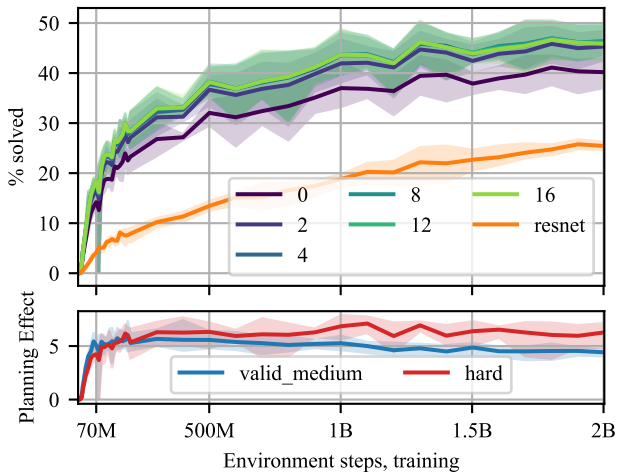 50
40
30
20
10
0
% solved
0 8 16
2 12 resnet
4
5
0
Planning Effect
valid_medium hard
70M 500M 1B 1.5B 2B
Environment steps, training